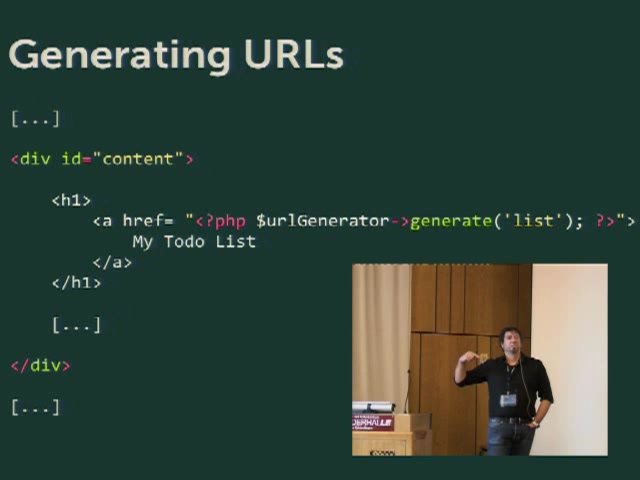 Generating URLs
[...]
<div id="content">
<h1>
<a href= "<?php $urlGenerator->generate('list'); ?>">
My Todo List
</a>
</h1>
[...]
</div>
[...]